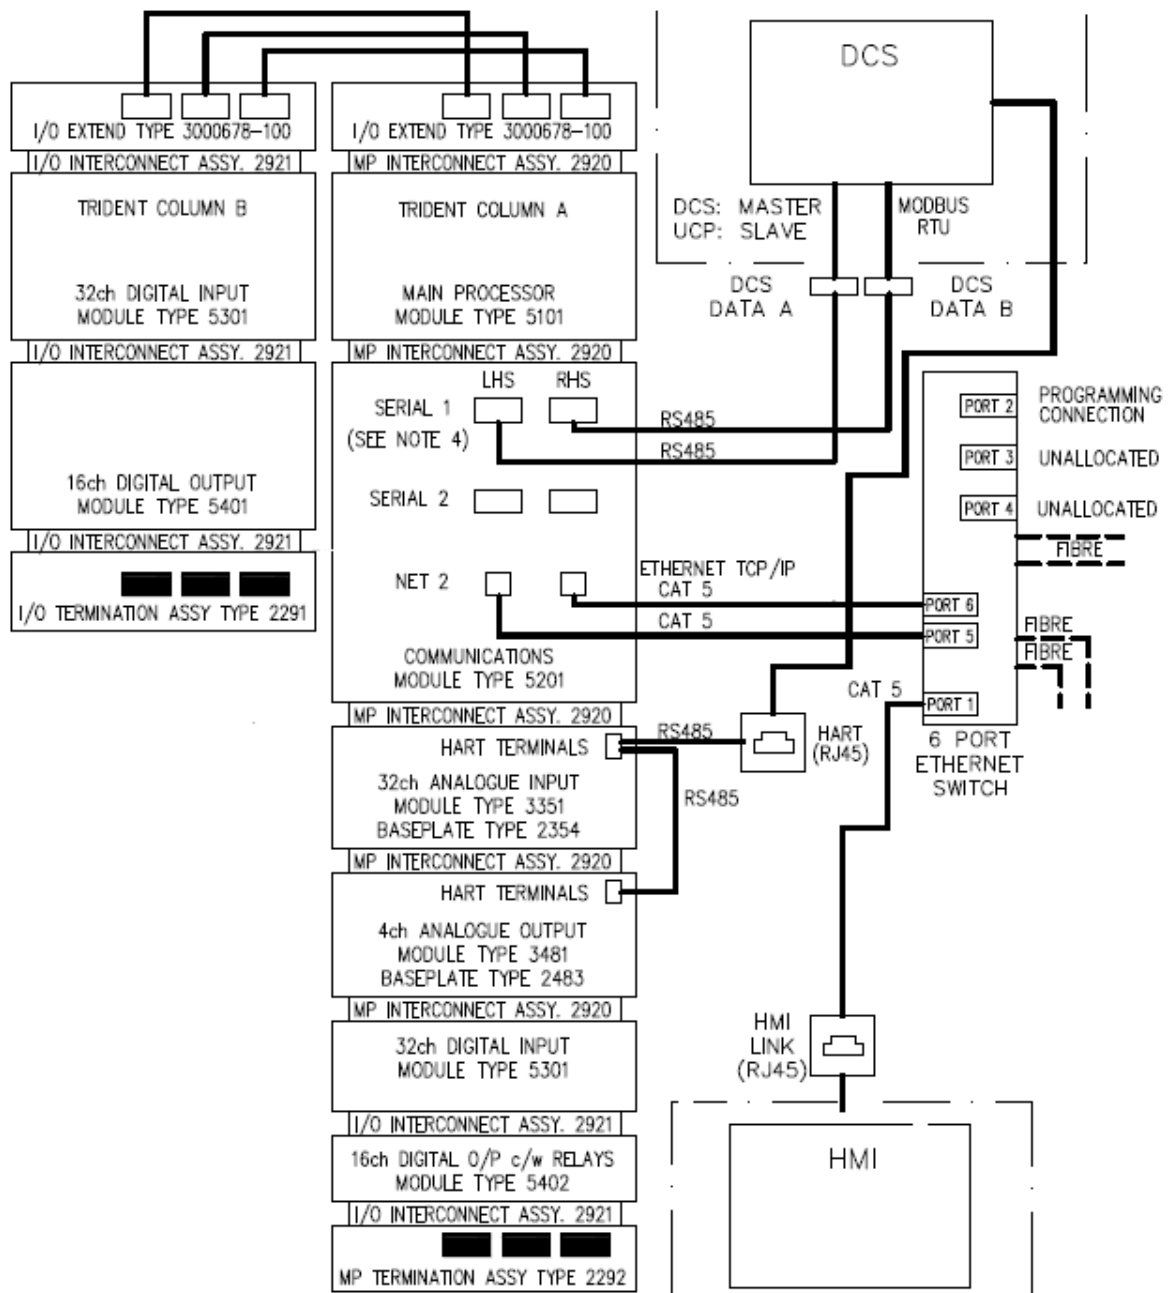 I/O EXTEND TYPE 3000678-100
I/O INTERCONNECT ASSY. 2921
TRIDENT COLUMN B
32ch DIGITAL INPUT
MODULE TYPE 5301
I/O INTERCONNECT ASSY. 2921
16ch DIGITAL OUTPUT
MODULE TYPE 5401
I/O INTERCONNECT ASSY. 2921
I/O TERMINATION ASSY TYPE 2291
I/O EXTEND TYPE 3000678-100
MP INTERCONNECT ASSY. 2920
TRIDENT COLUMN A
MAIN PROCESSOR
MODULE TYPE 5101
MP INTERCONNECT ASSY. 2920
LHS
RHS
SERIAL 1
(SEE NOTE 4)
SERIAL 2
NET 2
COMMUNICATIONS
MODULE TYPE 5201
MP INTERCONNECT ASSY. 2920
HART TERMINALS
32ch ANALOGUE INPUT
MODULE TYPE 3351
BASEPLATE TYPE 2354
MP INTERCONNECT ASSY. 2920
HART TERMINALS
4ch ANALOGUE OUTPUT
MODULE TYPE 3481
BASEPLATE TYPE 2483
MP INTERCONNECT ASSY. 2920
32ch DIGITAL INPUT
MODULE TYPE 5301
I/O INTERCONNECT ASSY. 2921
16ch DIGITAL O/P c/w RELAYS
MODULE TYPE 5402
I/O INTERCONNECT ASSY. 2921
MP TERMINATION ASSY TYPE 2292
DCS
DCS: MASTER
UCP: SLAVE
MODBUS
RTU
DCS
DATA A
DCS
DATA B
RS485
RS485
ETHERNET TCP/IP
CAT 5
CAT 5
RS485
RS485
HART
(RJ45)
CAT 5
PORT 2
PROGRAMMING
CONNECTION
PORT 3
UNALLOCATED
PORT 4
UNALLOCATED
FIBRE
PORT 6
PORT 5
FIBRE
FIBRE
PORT 1
6 PORT
ETHERNET
SWITCH
HMI
LINK
(RJ45)
HMI